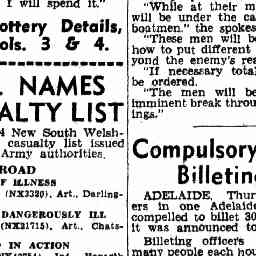 I will spend it."
ottery Details,
ols. 3 & 4.
. NAMES
ALTY LIST
4 New South Welsh-
casualty list issued
Army authorities.
ROAD
F ILLNESS
(NX3320), Art., Darling-
DANGEROUSLY ILL
(NX21715), Art., Chats-
D IN ACTION
"While at their m
will be under the ca
boatmen." the spokes
"These men will b
how to put different
yond the enemy's rea
"If necessary total
be ordered.
"The men will be
imminent break throu
ings."
Compulsory
Billetin
ADELAIDE, Thur
ers in one Adelaide
compelled to billet 30
it was announced to
Billeting officers
many people each hou